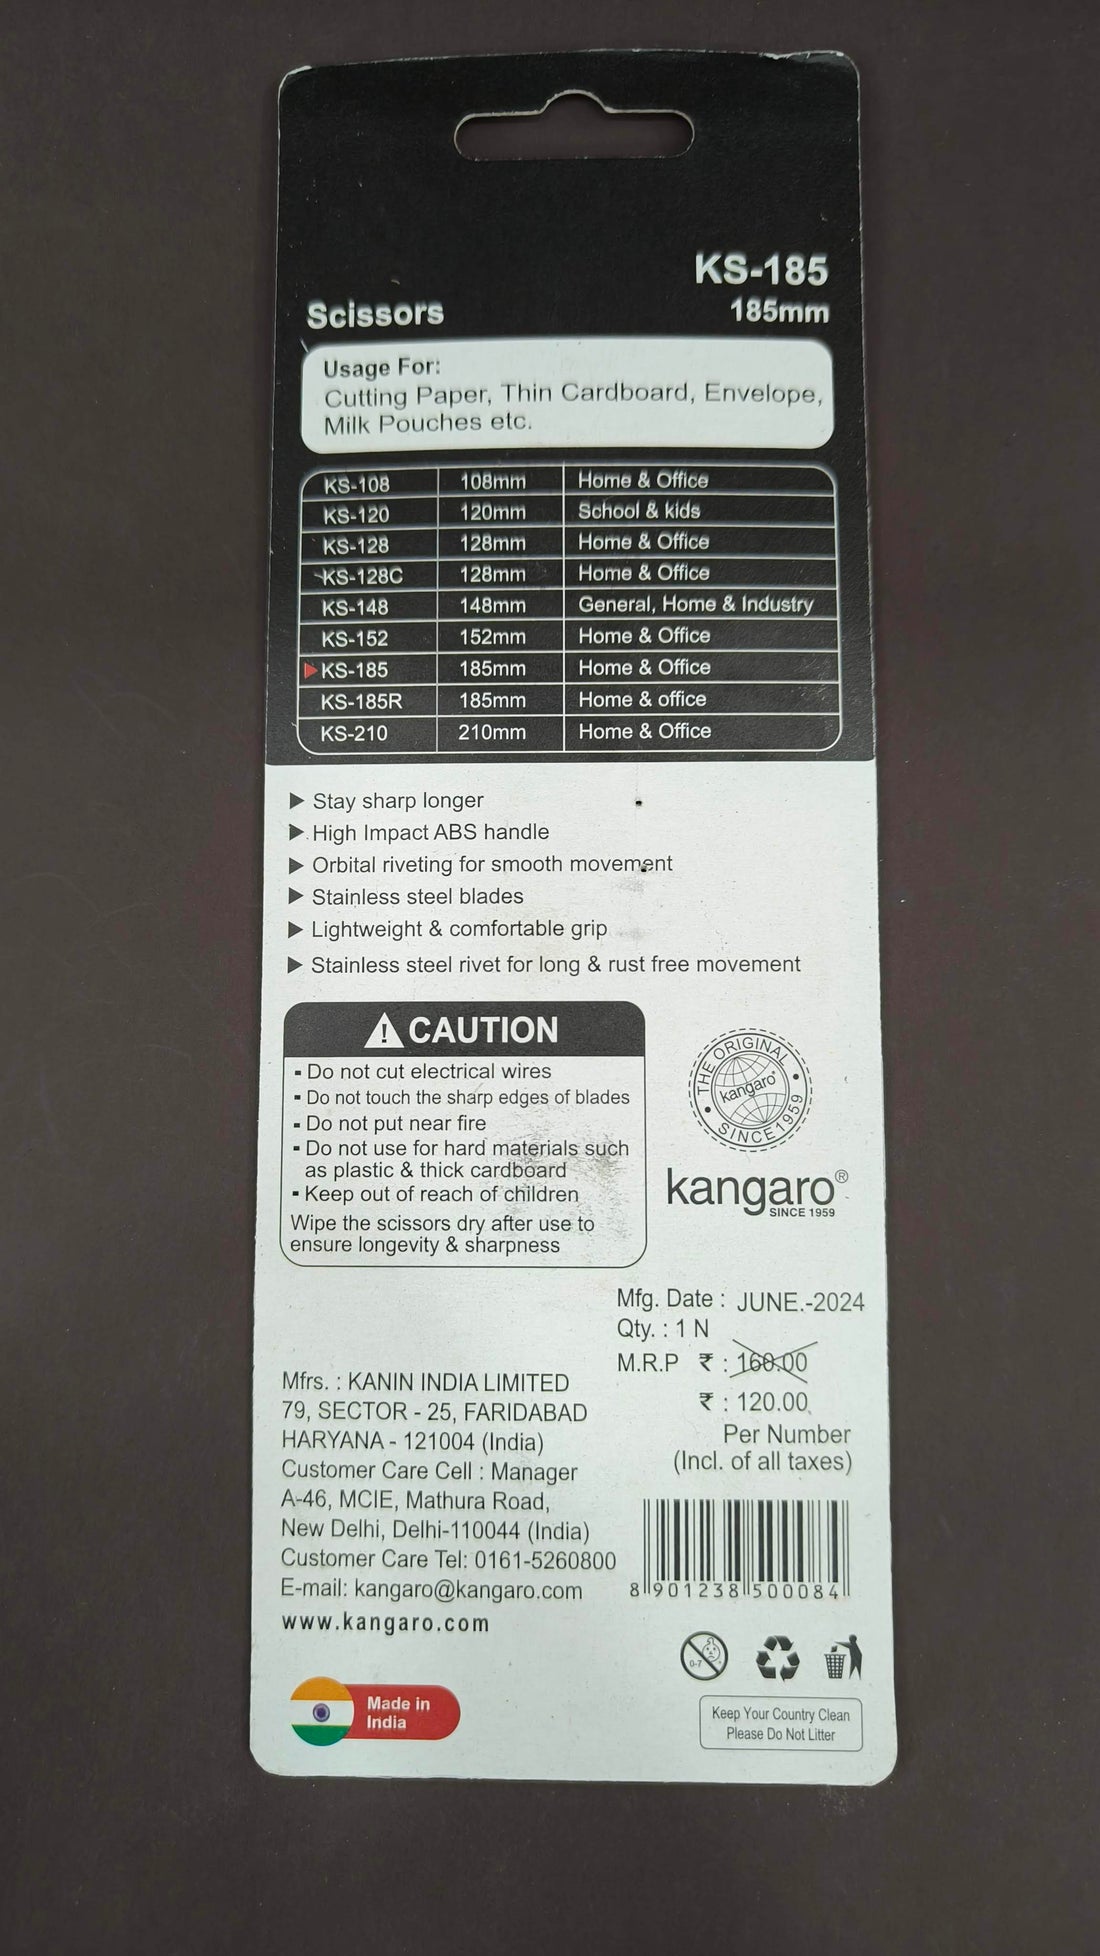 KS-185
Scissors 185mm
Usage For:
Cutting Paper, Thin Cardboard, Envelope,
Milk Pouches etc.
KS-108 108mm Home & Office
KS-120 120mm School & kids
KS-128 128mm Home & Office
KS-128C 128mm Home & Office
KS-148 148mm General, Home & Industry
KS-152 152mm Home & Office
KS-185 185mm Home & Office
KS-185R 185mm Home & office
KS-210 210mm Home & Office
Stay sharp longer
High Impact ABS handle
Orbital riveting for smooth movement
Stainless steel blades
Lightweight & comfortable grip
Stainless steel rivet for long & rust free movement
CAUTION
Do not cut electrical wires
Do not touch the sharp edges of blades
Do not put near fire
Do not use for hard materials such
as plastic & thick cardboard
Keep out of reach of children
Wipe the scissors dry after use to
ensure longevity & sharpness
THE ORIGINAL
kangaro®
SINCE 1959
kangaro®
SINCE 1959
Mfg. Date : JUNE.-2024
Qty. : 1 N
M.R.P ₹ : 160.00
₹ : 120.00
Per Number
(Incl. of all taxes)
Mfrs. : KANIN INDIA LIMITED
79, SECTOR - 25, FARIDABAD
HARYANA - 121004 (India)
Customer Care Cell : Manager
A-46, MCIE, Mathura Road,
New Delhi, Delhi-110044 (India)
Customer Care Tel: 0161-5260800
E-mail: kangaro@kangaro.com
www.kangaro.com
8 901238 500084
0-7
Made in
India
Keep Your Country Clean
Please Do Not Litter